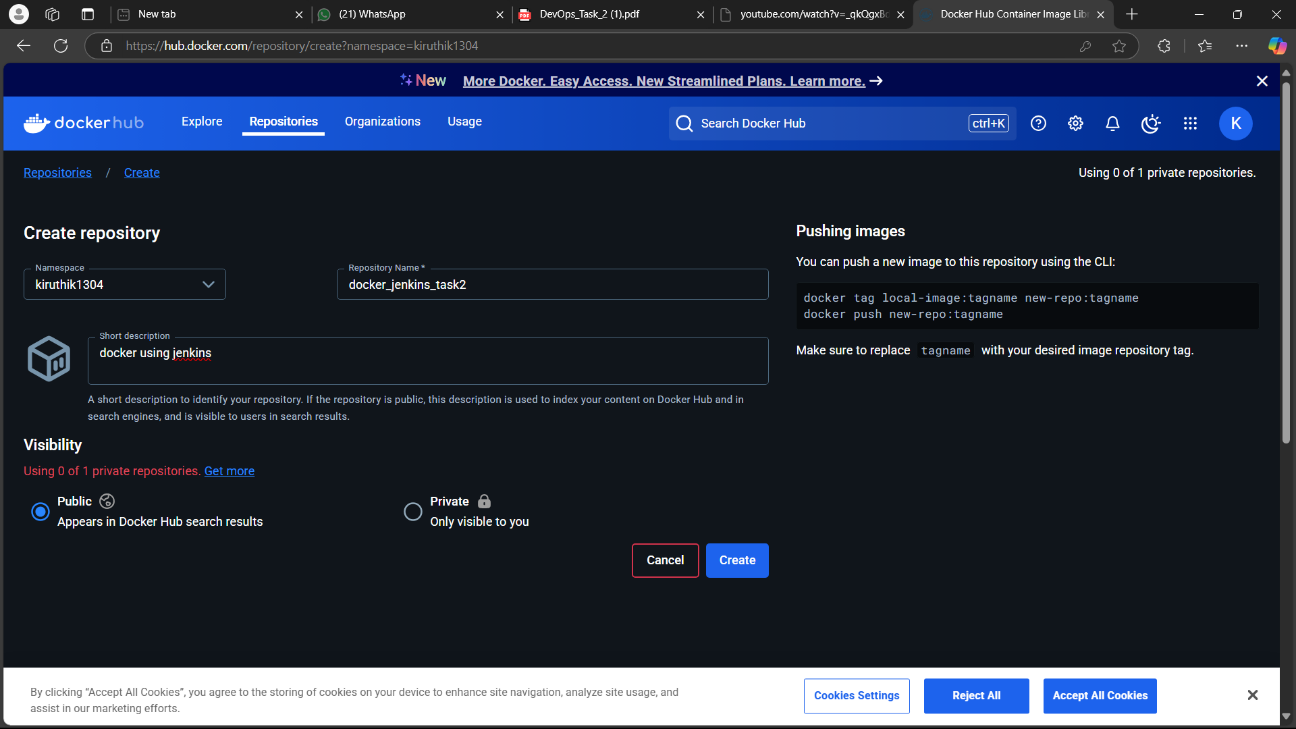 New tab
(21) WhatsApp
DevOps_Task_2 (1).pdf
youtube.com/watch?v=_qkQgxB
Docker Hub Container Image Lib
https://hub.docker.com/repository/create?namespace=kiruthik1304
New More Docker. Easy Access. New Streamlined Plans. Learn more. →
dockerhub
Explore
Repositories
Organizations
Usage
Search Docker Hub
ctrl+K
K
Repositories / Create
Using 0 of 1 private repositories.
Create repository
Namespace
kiruthik1304
Repository Name *
docker_jenkins_task2
Short description
docker using jenkins
A short description to identify your repository. If the repository is public, this description is used to index your content on Docker Hub and in
search engines, and is visible to users in search results.
Visibility
Using 0 of 1 private repositories. Get more
Public
Appears in Docker Hub search results
Private
Only visible to you
Cancel
Create
Pushing images
You can push a new image to this repository using the CLI:
docker tag local-image:tagname new-repo:tagname
docker push new-repo:tagname
Make sure to replace tagname with your desired image repository tag.
By clicking “Accept All Cookies”, you agree to the storing of cookies on your device to enhance site navigation, analyze site usage, and
assist in our marketing efforts.
Cookies Settings
Reject All
Accept All Cookies